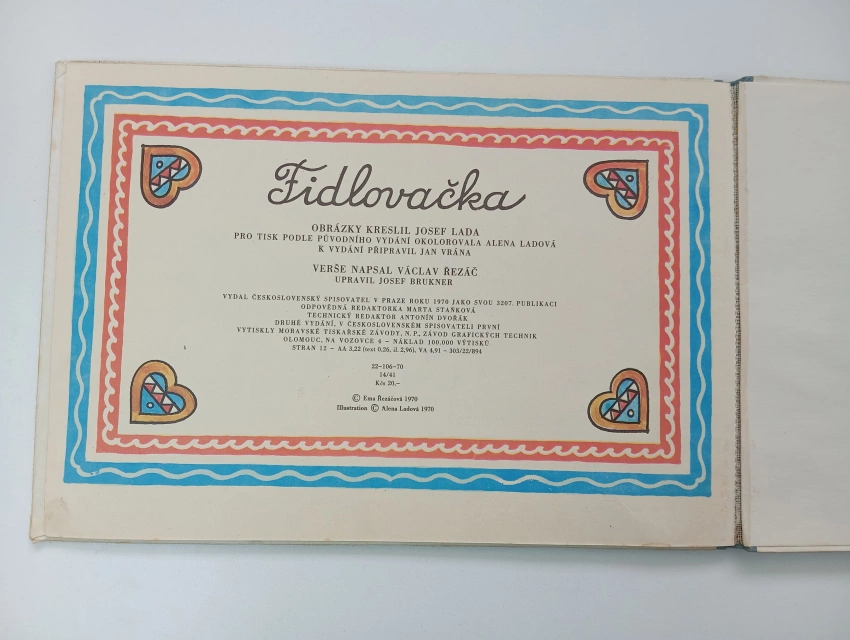 Fidlovačka
OBRÁZKY KRESLIL JOSEF LADA
PRO TISK PODLE PŮVODNÍHO VYDÁNÍ OKOLOROVALA ALENA LADOVÁ
K VYDÁNÍ PŘIPRAVIL JAN VRÁNA
VERŠE NAPSAL VÁCLAV ŘEZÁČ
UPRAVIL JOSEF BRUKNER
VYDAL ČESKOSLOVENSKÝ SPISOVATEL V PRAZE ROKU 1970 JAKO SVOU 3207. PUBLIKACI
ODPOVĚDNÁ REDAKTORKA MARTA STAŇKOVÁ
TECHNICKÝ REDAKTOR ANTONÍN DVOŘÁK
DRUHÉ VYDÁNÍ, V ČESKOSLOVENSKÉM SPISOVATELI PRVNÍ
VYTISKLY MORAVSKÉ TISKAŘSKÉ ZÁVODY, N. P., ZÁVOD GRAFICKÝCH TECHNIK
OLOMOUC, NA VOZOVCE 4 – NÁKLAD 100.000 VÝTISKŮ
STRAN 12 – AA 3,22 (text 0.26, il. 2,96), VA 4,91 – 303/22/894
22-106-70
14/41
Kčs 20,–
© Ema Řezáčová 1970
Illustration © Alena Ladová 1970